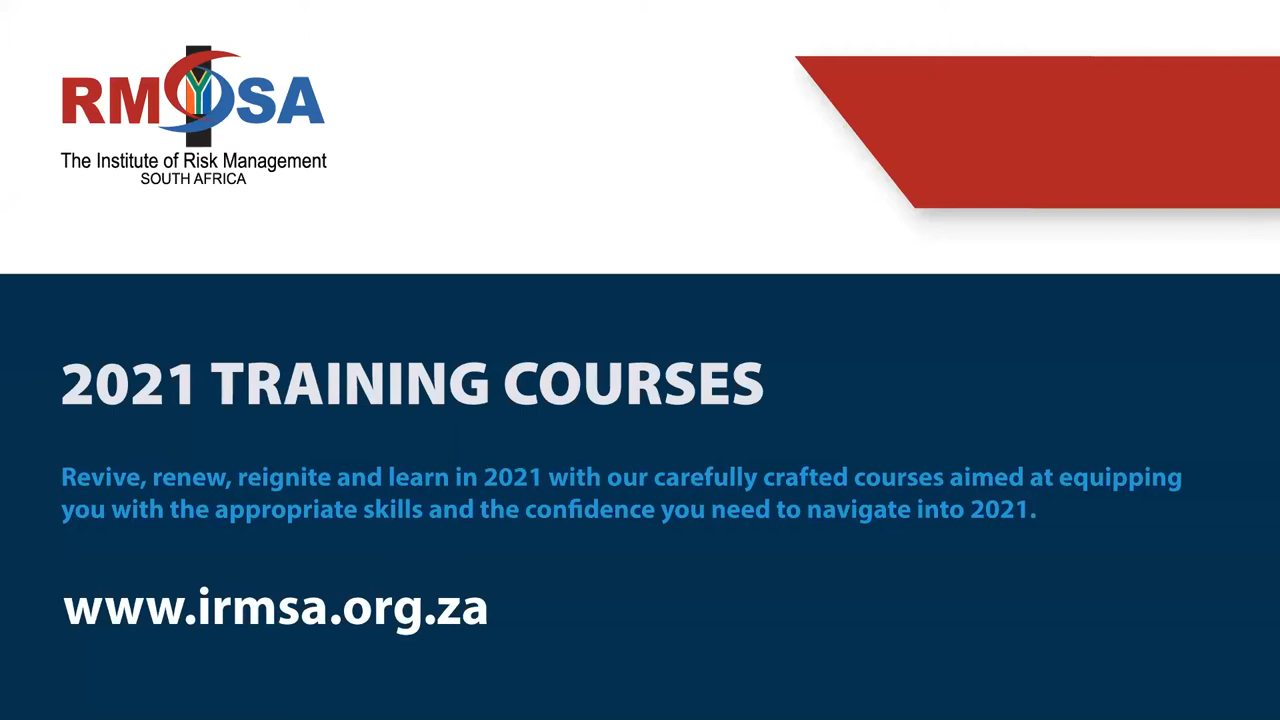 RMSA
The Institute of Risk Management
SOUTH AFRICA
2021 TRAINING COURSES
Revive, renew, reignite and learn in 2021 with our carefully crafted courses aimed at equipping
you with the appropriate skills and the confidence you need to navigate into 2021.
www.irmsa.org.za